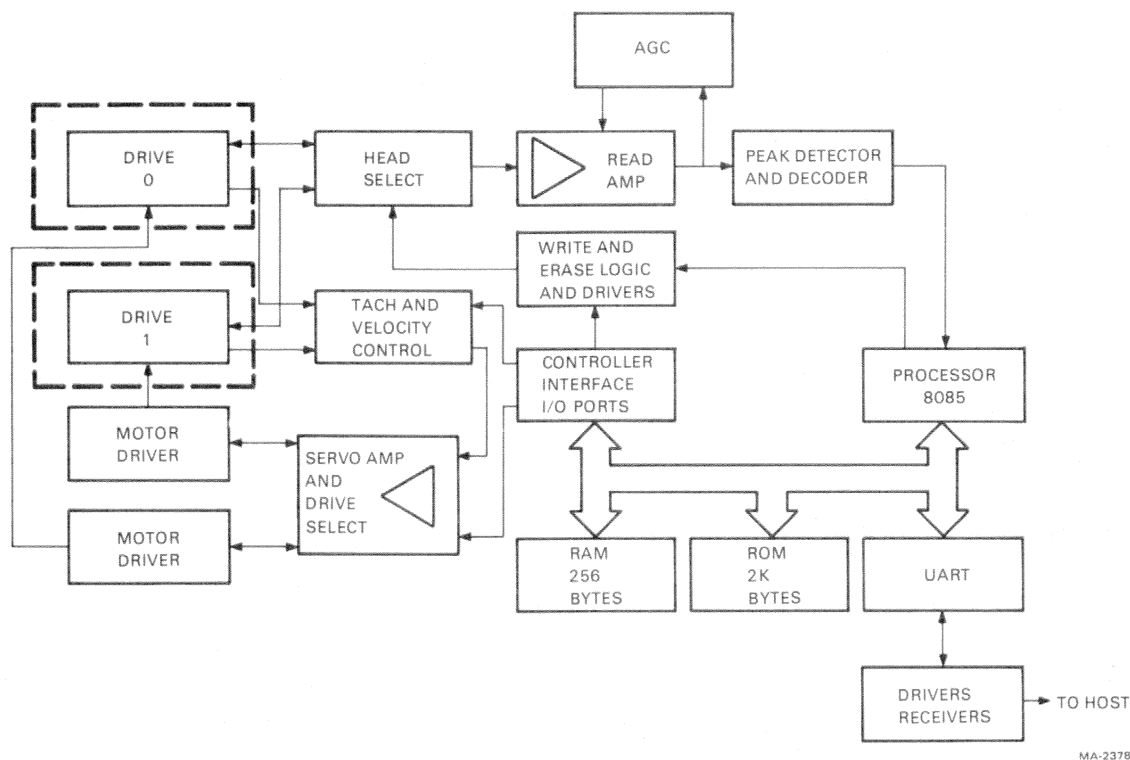 AGC
DRIVE
0
HEAD
SELECT
READ
AMP
PEAK DETECTOR
AND DECODER
WRITE AND
ERASE LOGIC
AND DRIVERS
DRIVE
1
TACH AND
VELOCITY
CONTROL
CONTROLLER
INTERFACE
I/O PORTS
PROCESSOR
8085
MOTOR
DRIVER
SERVO AMP
AND
DRIVE
SELECT
MOTOR
DRIVER
RAM
256
BYTES
ROM
2K
BYTES
UART
DRIVERS
RECEIVERS
TO HOST
MA-2378